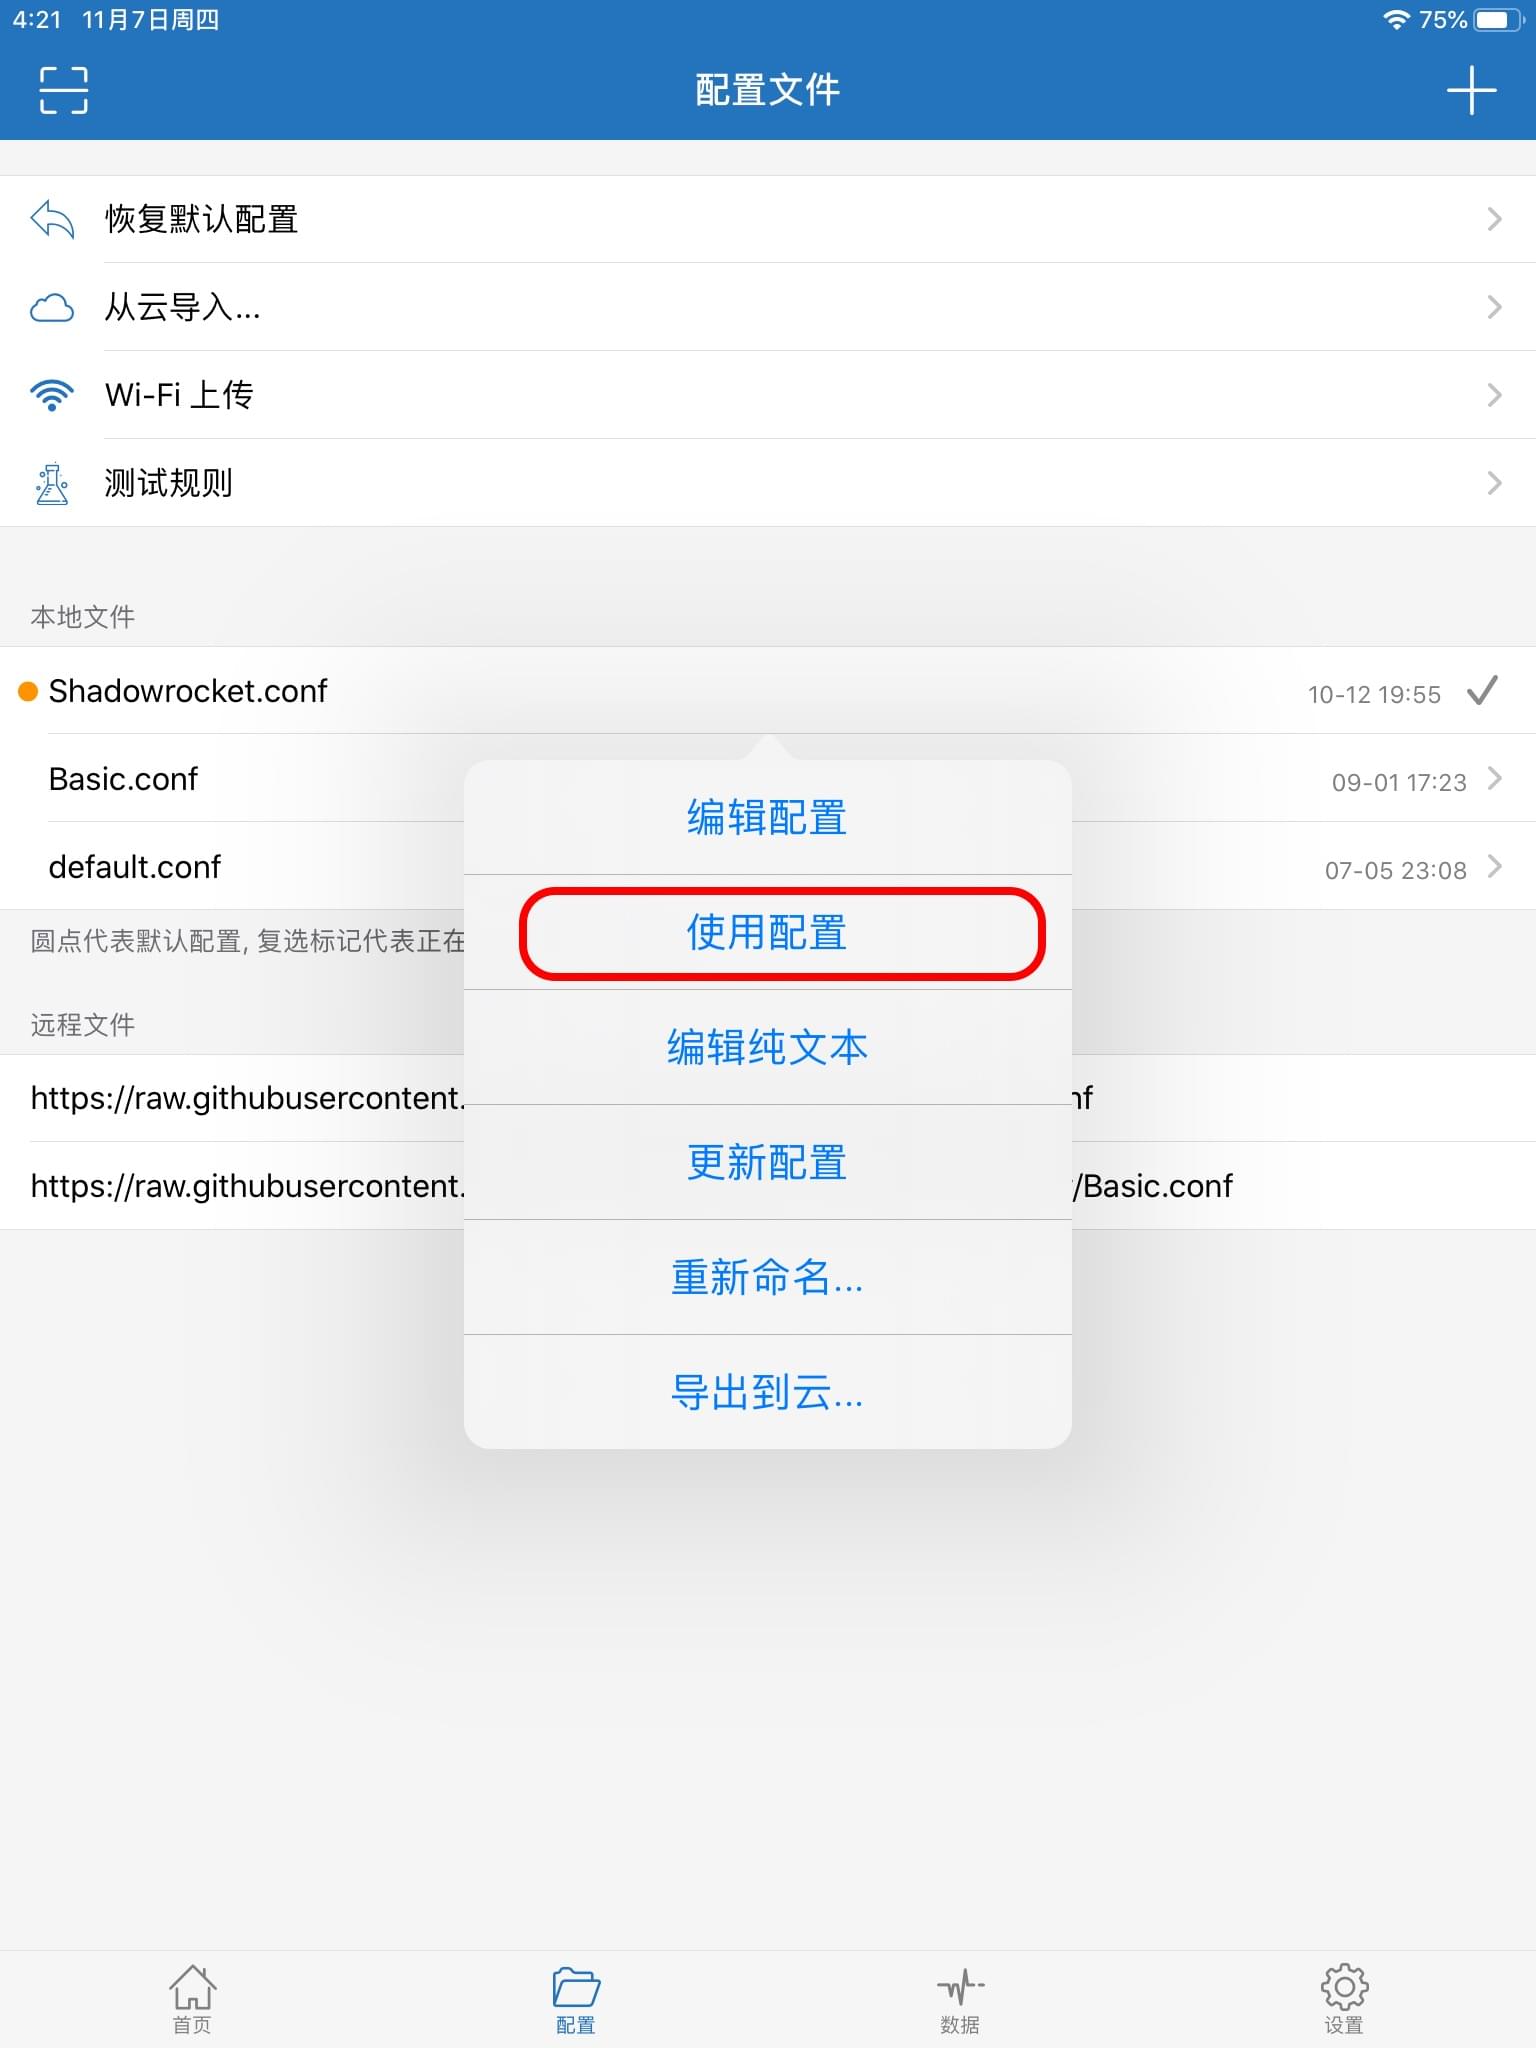 4:21 11月7日周四
75%
配置文件
恢复默认配置
从云导入...
Wi-Fi 上传
测试规则
本地文件
Shadowrocket.conf
10-12 19:55
Basic.conf
09-01 17:23
default.conf
07-05 23:08
圆点代表默认配置, 复选标记代表正在
编辑配置
使用配置
编辑纯文本
更新配置
重新命名...
导出到云...
远程文件
https://raw.githubusercontent.
nf
https://raw.githubusercontent.
/Basic.conf
首页
配置
数据
设置